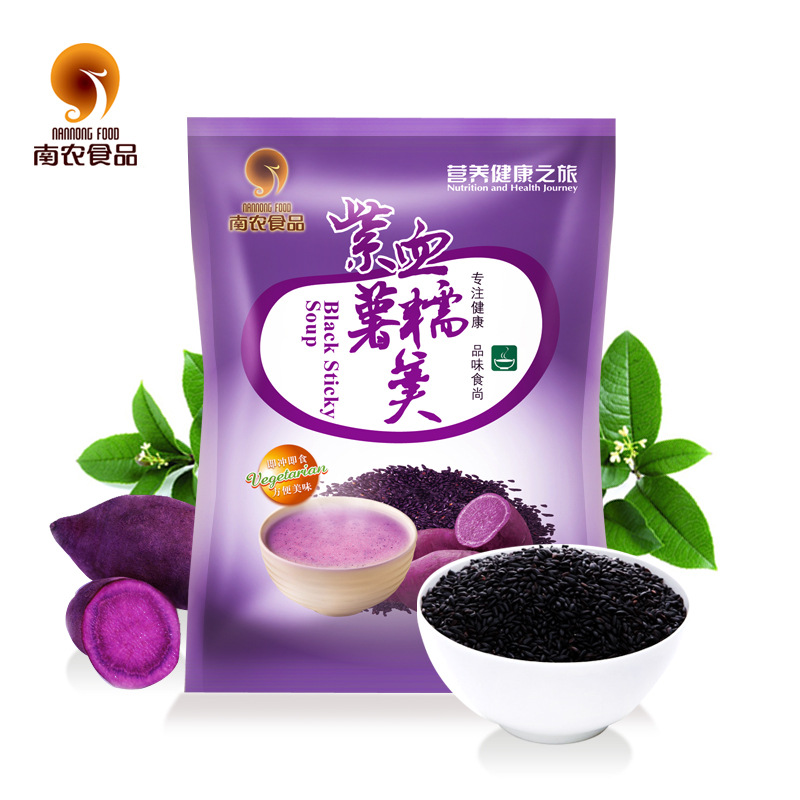 NANNONG FOOD
南农食品
NANNONG FOOD
南农食品
营养健康之旅
Nutrition and Health Journey
紫薯
血糯羹
Black Sticky
Soup
专注健康 品味食尚
即冲即食
Vegetarian
方便美味